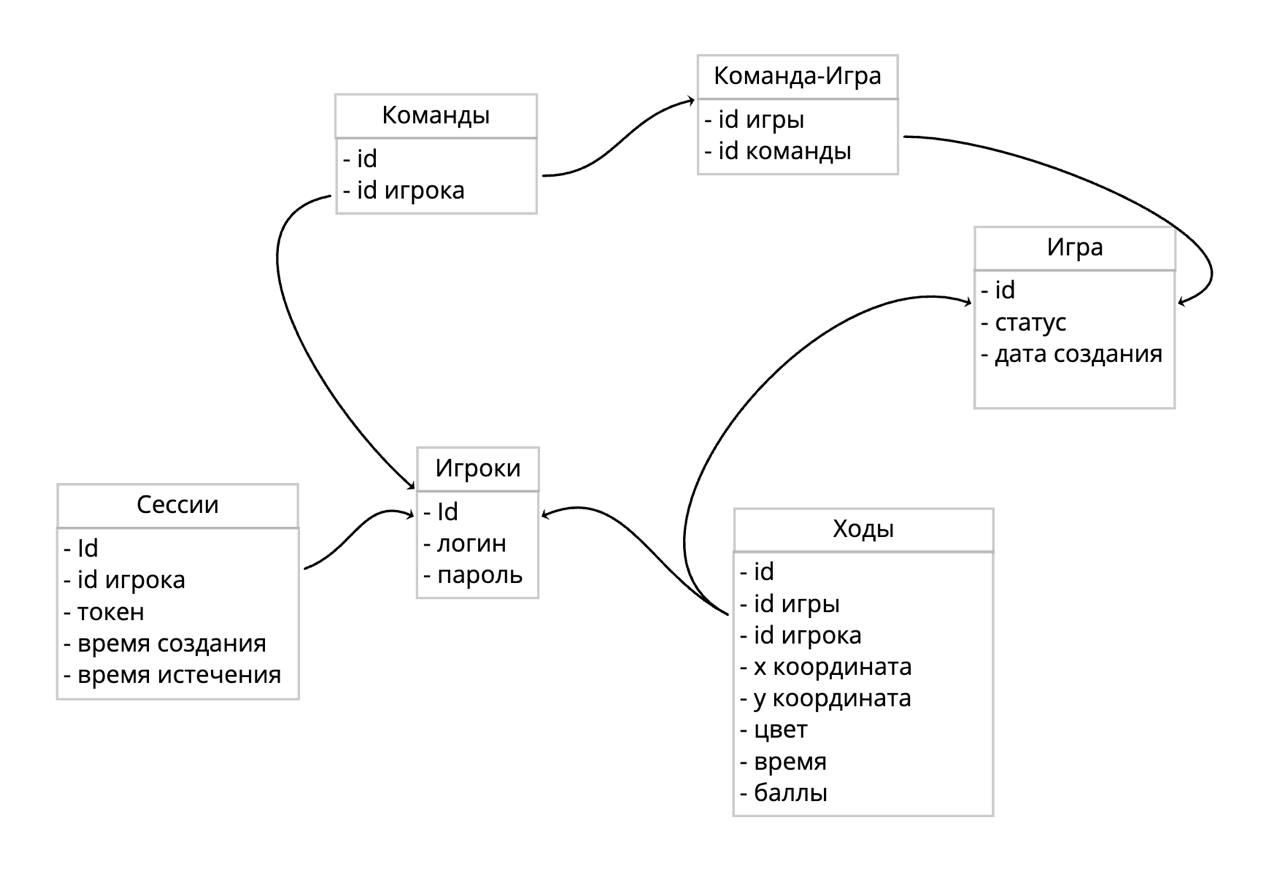 Команда-Игра
- id игры
- id команды
Команды
- id
- id игрока
Игра
- id
- статус
- дата создания
Игроки
- Id
- логин
- пароль
Сессии
- Id
- id игрока
- токен
- время создания
- время истечения
Ходы
- id
- id игры
- id игрока
- x координата
- y координата
- цвет
- время
- баллы